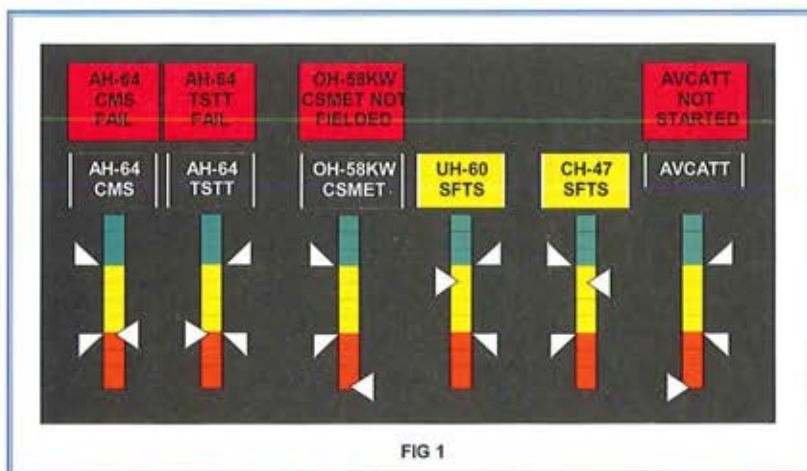 AH-64
CMS
FAIL
AH-64
TSTT
FAIL
OH-58KW
CSMET NOT
FIELDED
AVCATT
NOT
STARTED
AH-64
CMS
AH-64
TSTT
OH-58KW
CSMET
UH-60
SFTS
CH-47
SFTS
AVCATT
FIG 1